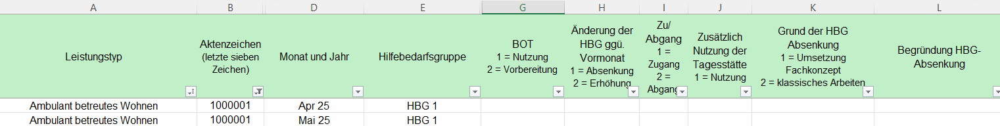 A B D E G H I J K L
Leistungstyp
Aktenzeichen
(letzte sieben
Zeichen)
Monat und Jahr
Hilfebedarfsgruppe
BOT
1 = Nutzung
2 = Vorbereitung
Änderung der
HBG ggü.
Vormonat
1 = Absenkung
2 = Erhöhung
Zu/
Abgang
1 =
Zugang
2 =
Abgang
Zusätzlich
Nutzung der
Tagesstätte
1 = Nutzung
Grund der HBG
Absenkung
1 = Umsetzung
Fachkonzept
2 = klassisches Arbeiten
Begründung HBG-
Absenkung
Ambulant betreutes Wohnen 1000001 Apr 25 HBG 1
Ambulant betreutes Wohnen 1000001 Mai 25 HBG 1